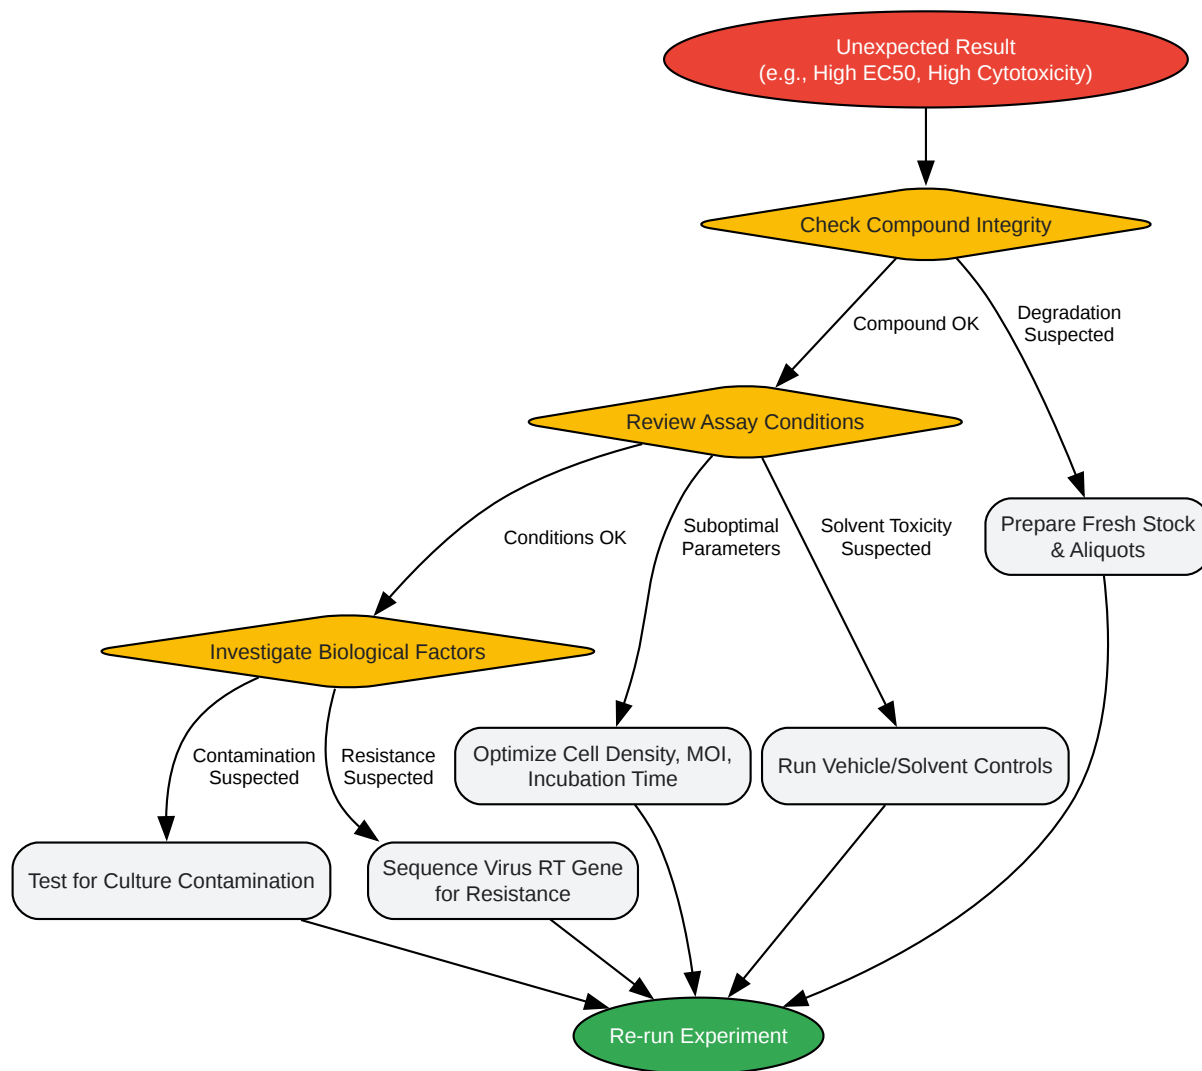 Unexpected Result
(e.g., High EC50, High Cytotoxicity)
Check Compound Integrity
Compound OK
Degradation
Suspected
Review Assay Conditions
Conditions OK
Suboptimal
Parameters
Solvent Toxicity
Suspected
Prepare Fresh Stock
& Aliquots
Investigate Biological Factors
Contamination
Suspected
Resistance
Suspected
Optimize Cell Density, MOI,
Incubation Time
Run Vehicle/Solvent Controls
Test for Culture Contamination
Sequence Virus RT Gene
for Resistance
Re-run Experiment